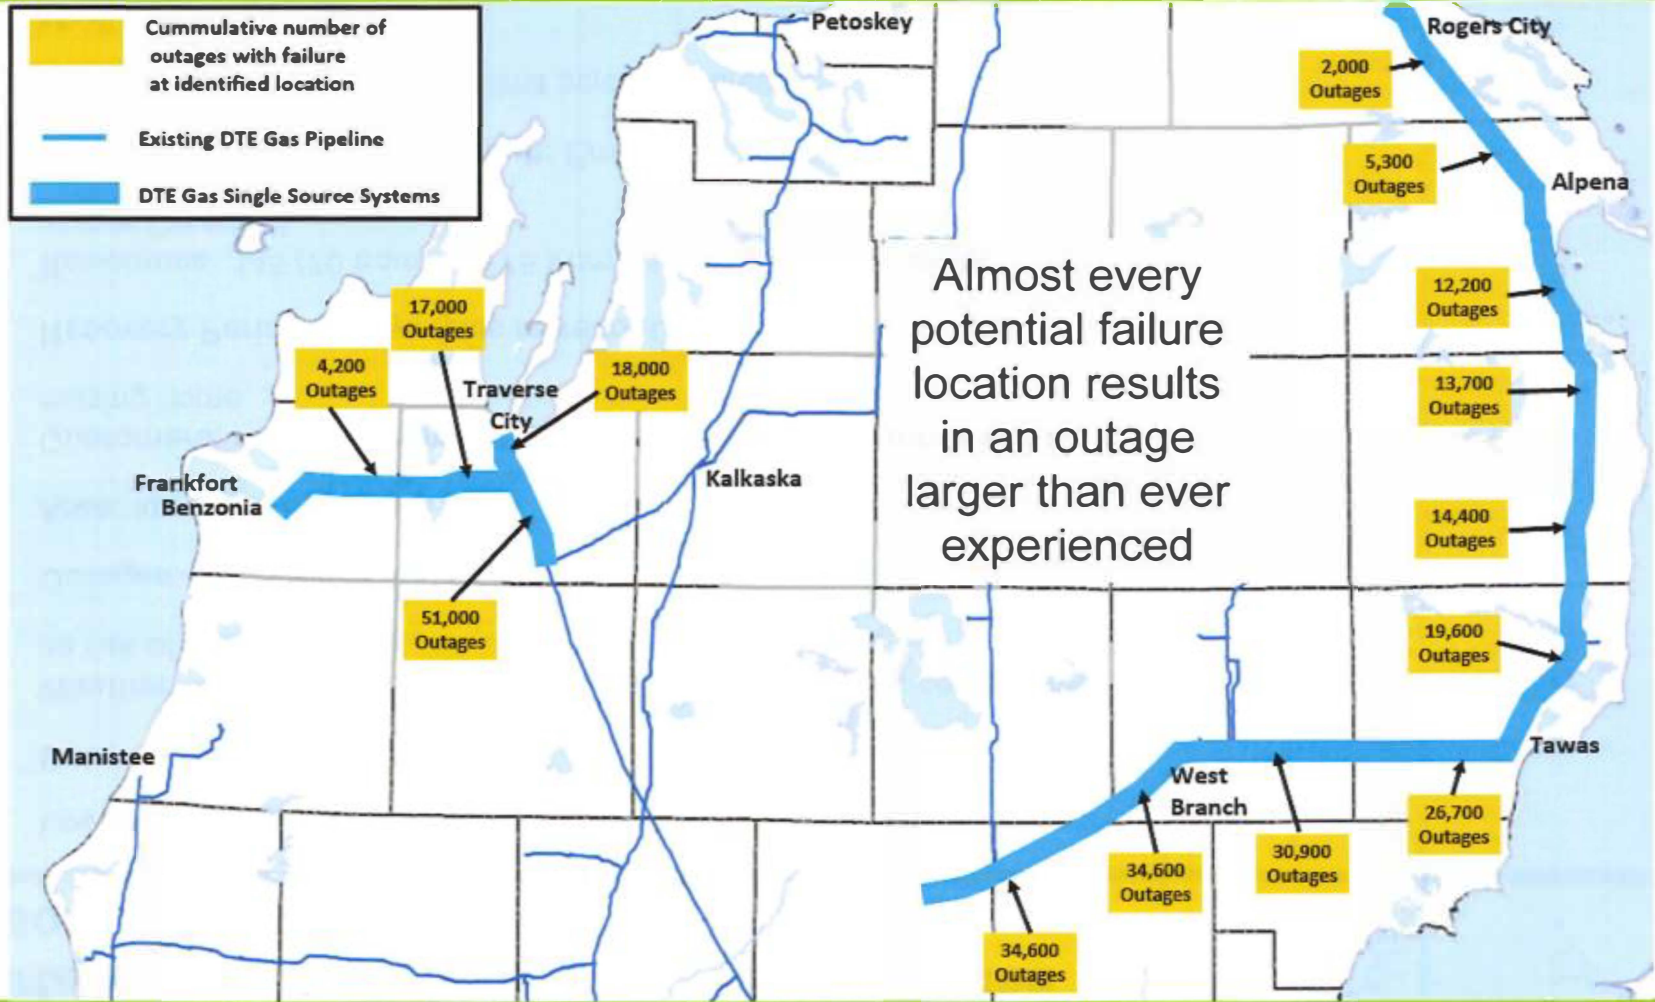 Cummulative number of
outages with failure
at identified location
Existing DTE Gas Pipeline
DTE Gas Single Source Systems
Petoskey
Rogers City
2,000
Outages
5,300
Outages
Alpena
12,200
Outages
13,700
Outages
14,400
Outages
19,600
Outages
Tawas
26,700
Outages
30,900
Outages
West
Branch
34,600
Outages
34,600
Outages
Almost every
potential failure
location results
in an outage
larger than ever
experienced
17,000
Outages
4,200
Outages
18,000
Outages
Traverse
City
Kalkaska
Frankfort
Benzonia
51,000
Outages
Manistee